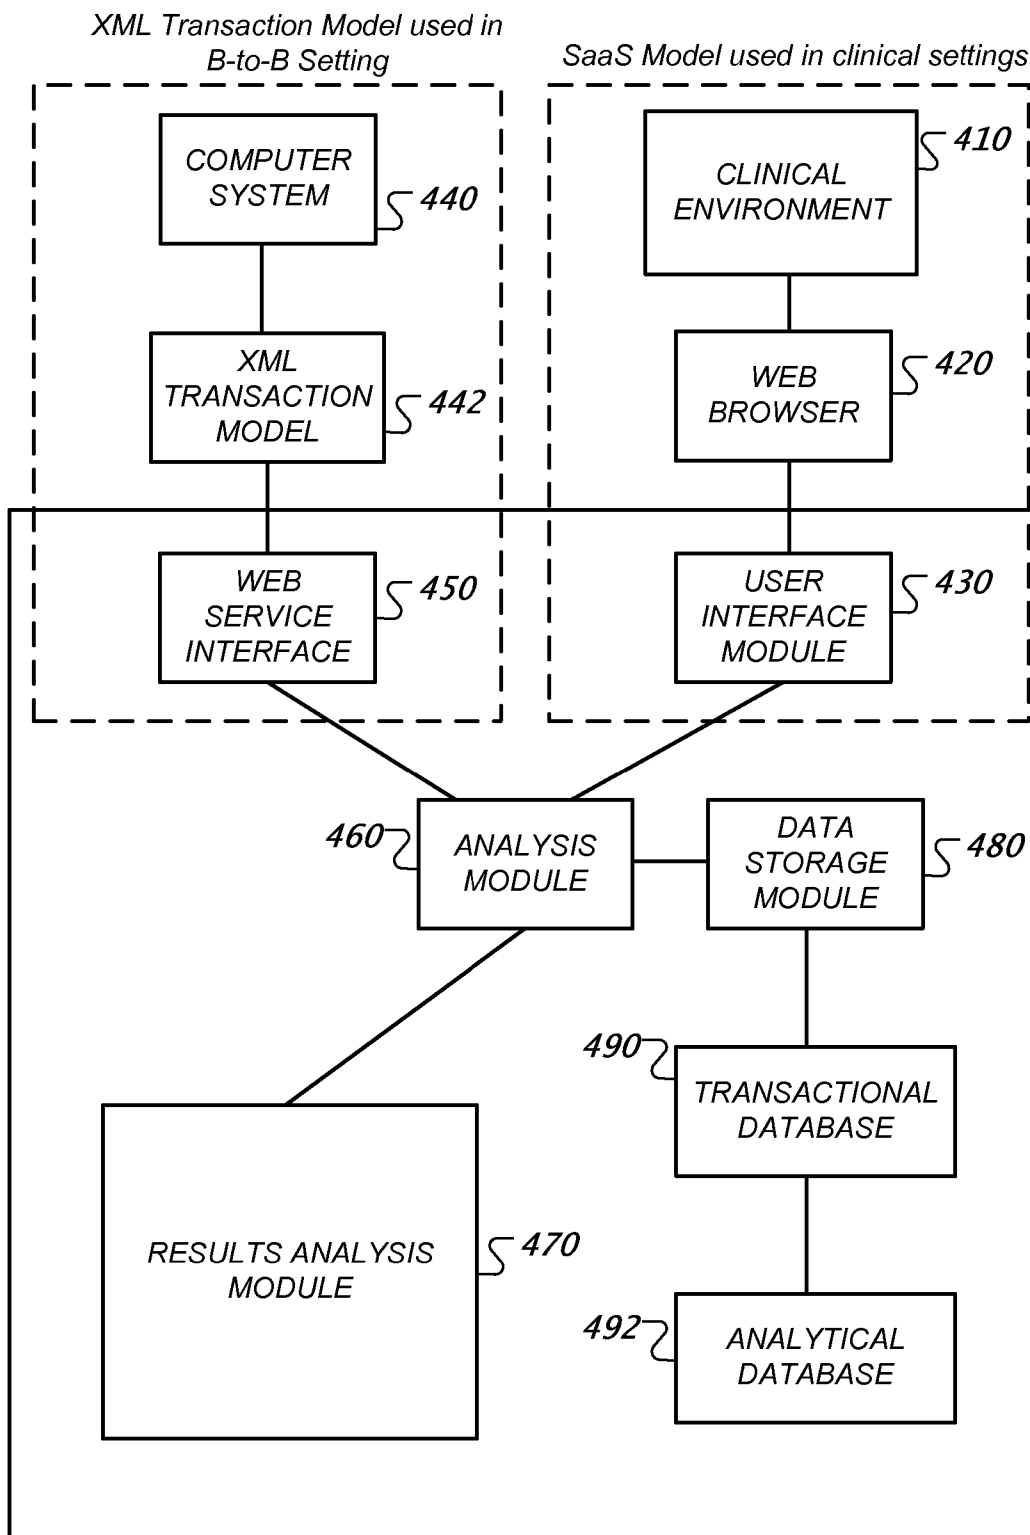 XML Transaction Model used in
B-to-B Setting
SaaS Model used in clinical settings
COMPUTER
SYSTEM
440
CLINICAL
ENVIRONMENT
410
XML
TRANSACTION
MODEL
442
WEB
BROWSER
420
WEB
SERVICE
INTERFACE
450
USER
INTERFACE
MODULE
430
460
ANALYSIS
MODULE
DATA
STORAGE
MODULE
480
490
TRANSACTIONAL
DATABASE
RESULTS ANALYSIS
MODULE
470
492
ANALYTICAL
DATABASE